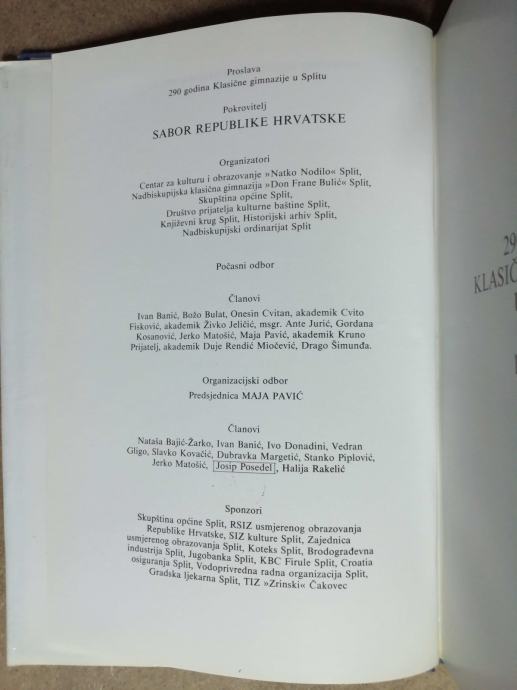 Proslava
290 godina Klasične gimnazije u Splitu
Pokrovitelj
SABOR REPUBLIKE HRVATSKE
Organizatori
Centar za kulturu i obrazovanje »Natko Nodilo« Split,
Nadbiskupijska klasična gimnazija »Don Frane Bulić« Split,
Skupština općine Split,
Društvo prijatelja kulturne baštine Split,
Književni krug Split, Historijski arhiv Split,
Nadbiskupijski ordinarijat Split
Počasni odbor
Članovi
Ivan Banić, Božo Bulat, Onesin Cvitan, akademik Cvito
Fisković, akademik Živko Jeličić, msgr. Ante Jurić, Gordana
Kosanović, Jerko Matošić, Maja Pavić, akademik Kruno
Prijatelj, akademik Duje Rendić Miočević, Drago Šimunđa.
Organizacijski odbor
Predsjednica MAJA PAVIĆ
Članovi
Nataša Bajić-Žarko, Ivan Banić, Ivo Donadini, Vedran
Gligo, Slavko Kovačić, Dubravka Margetić, Stanko Piplović,
Jerko Matošić, Josip Posedel, Halija Rakelić
Sponzori
Skupština općine Split, RSIZ usmjerenog obrazovanja
Republike Hrvatske, SIZ kulture Split, Zajednica
usmjerenog obrazovanja Split, Koteks Split, Brodograđevna
industrija Split, Jugobanka Split, KBC Firule Split, Croatia
osiguranja Split, Vodoprivredna radna organizacija Split,
Gradska ljekarna Split, TIZ »Zrinski« Čakovec
29
KLASIČ